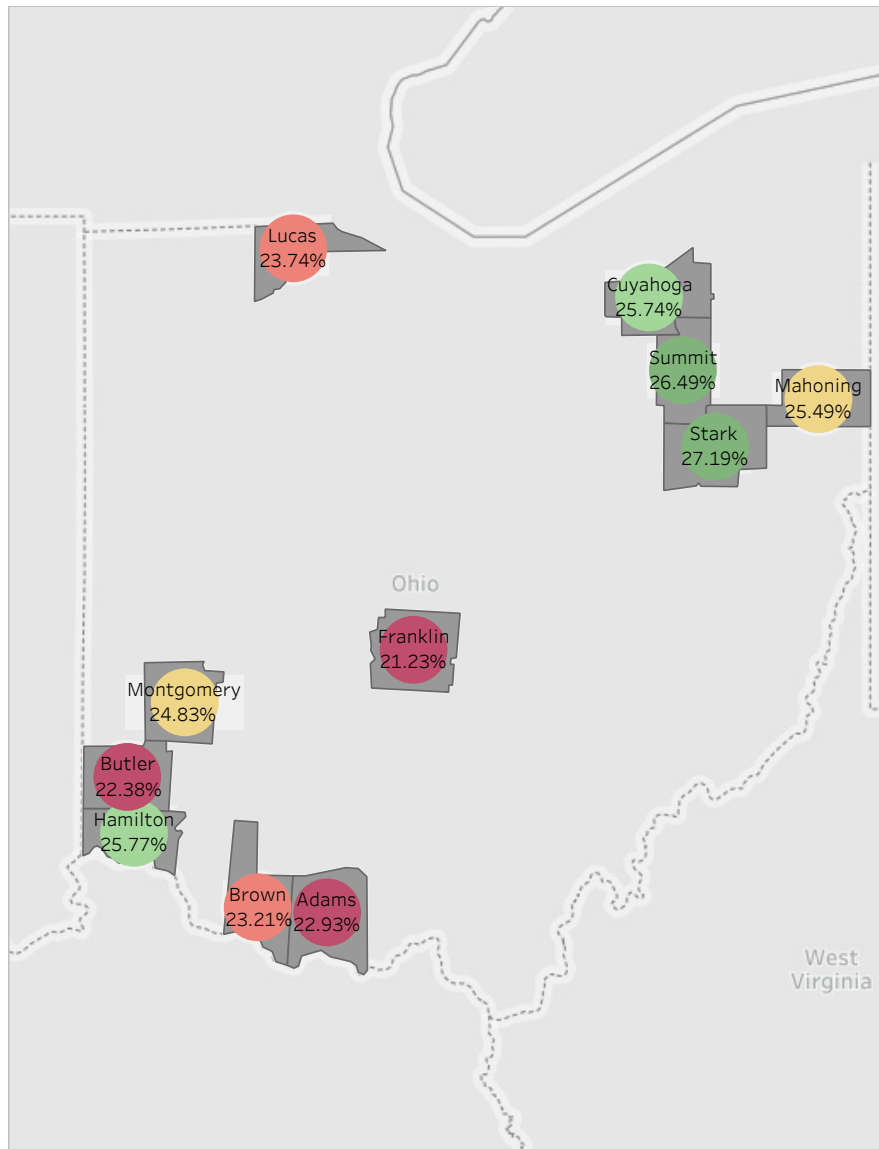 Lucas
23.74%
Cuyahoga
25.74%
Summit
26.49%
Mahoning
25.49%
Stark
27.19%
Ohio
Franklin
21.23%
Montgomery
24.83%
Butler
22.38%
Hamilton
25.77%
Brown
23.21%
Adams
22.93%
West
Virginia